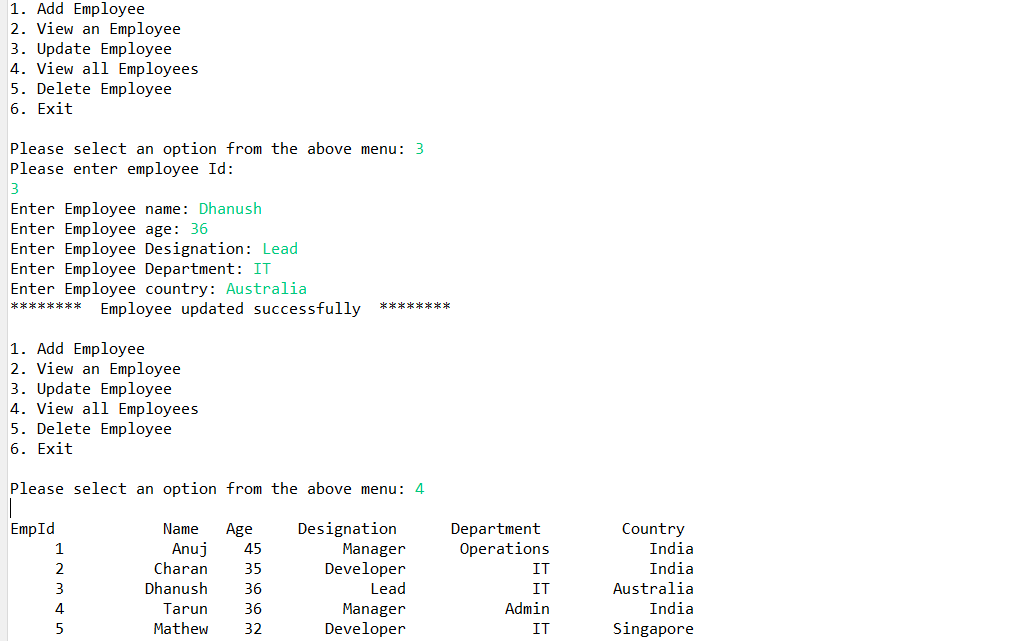 1. Add Employee
2. View an Employee
3. Update Employee
4. View all Employees
5. Delete Employee
6. Exit
Please select an option from the above menu: 3
Please enter employee Id:
3
Enter Employee name: Dhanush
Enter Employee age: 36
Enter Employee Designation: Lead
Enter Employee Department: IT
Enter Employee country: Australia
******** Employee updated successfully ********
1. Add Employee
2. View an Employee
3. Update Employee
4. View all Employees
5. Delete Employee
6. Exit
Please select an option from the above menu: 4
EmpId Name Age Designation Department Country
1 Anuj 45 Manager Operations India
2 Charan 35 Developer IT India
3 Dhanush 36 Lead IT Australia
4 Tarun 36 Manager Admin India
5 Mathew 32 Developer IT Singapore